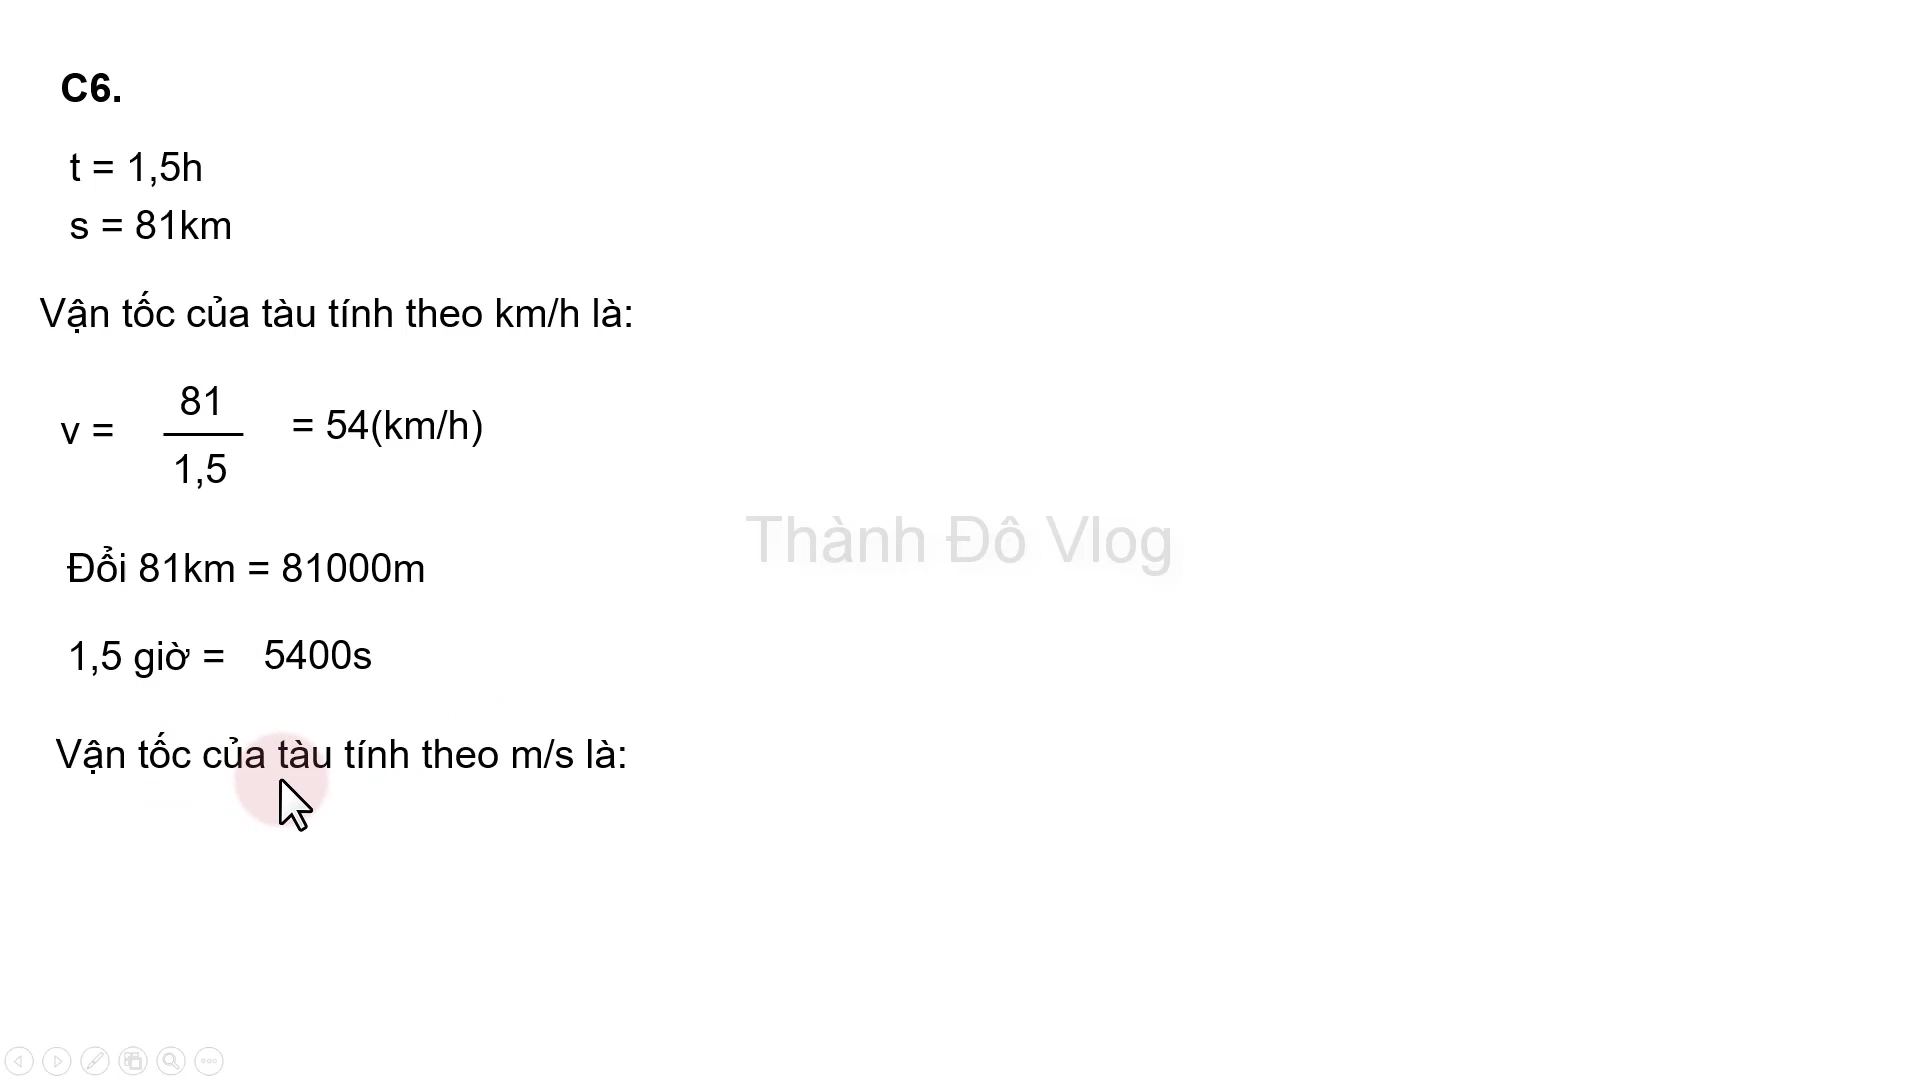 C6.
t = 1,5h
s = 81km
Vận tốc của tàu tính theo km/h là:
v = 81 / 1,5 = 54(km/h)
Thành Đô Vlog
Đổi 81km = 81000m
1,5 giờ = 5400s
Vận tốc của tàu tính theo m/s là: